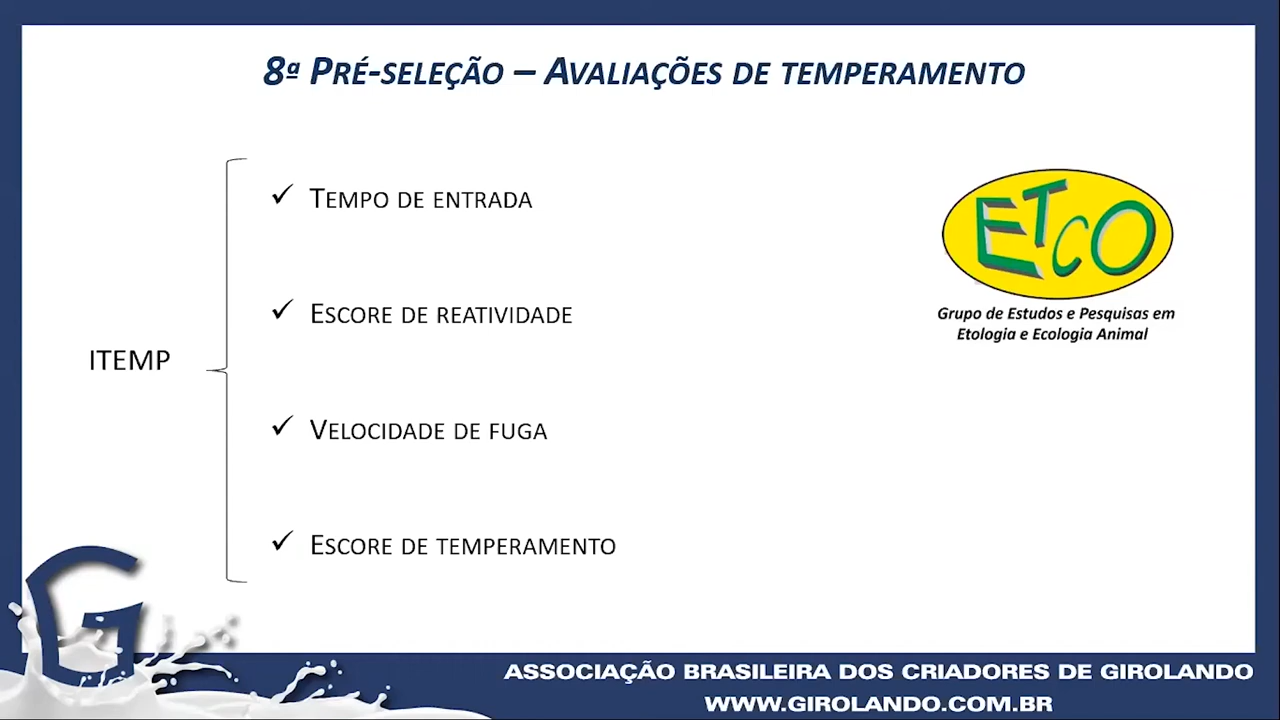 8ª PRÉ-SELEÇÃO – AVALIAÇÕES DE TEMPERAMENTO
✓ TEMPO DE ENTRADA
✓ ESCORE DE REATIVIDADE
ITEMP
✓ VELOCIDADE DE FUGA
✓ ESCORE DE TEMPERAMENTO
ETCO
Grupo de Estudos e Pesquisas em
Etologia e Ecologia Animal
G
ASSOCIAÇÃO BRASILEIRA DOS CRIADORES DE GIROLANDO
WWW.GIROLANDO.COM.BR